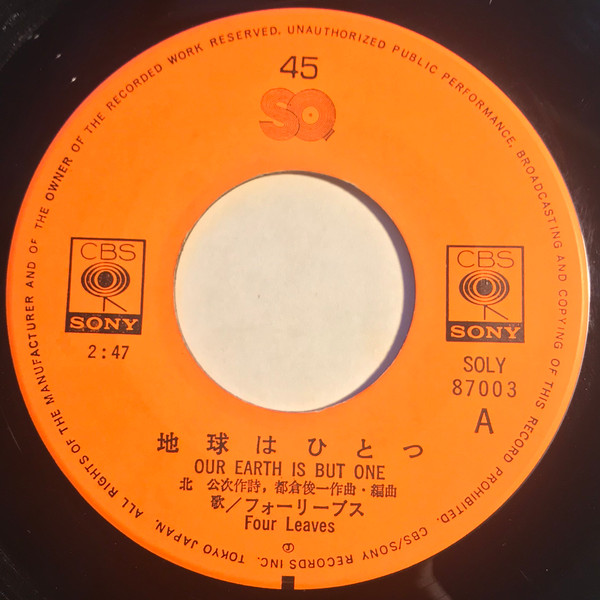 ALL RIGHTS OF THE MANUFACTURER AND OF THE OWNER OF THE RECORDED WORK RESERVED. UNAUTHORIZED PUBLIC PERFORMANCE, BROADCASTING AND COPYING OF THIS RECORD PROHIBITED. CBS/SONY RECORDS INC. TOKYO JAPAN.
45
SQ
CBS
SONY
2:47
CBS
SONY
SOLY
87003
A
地球はひとつ
OUR EARTH IS BUT ONE
北 公次作詩, 都倉俊一作曲・編曲
歌/フォーリーブス
Four Leaves
℗